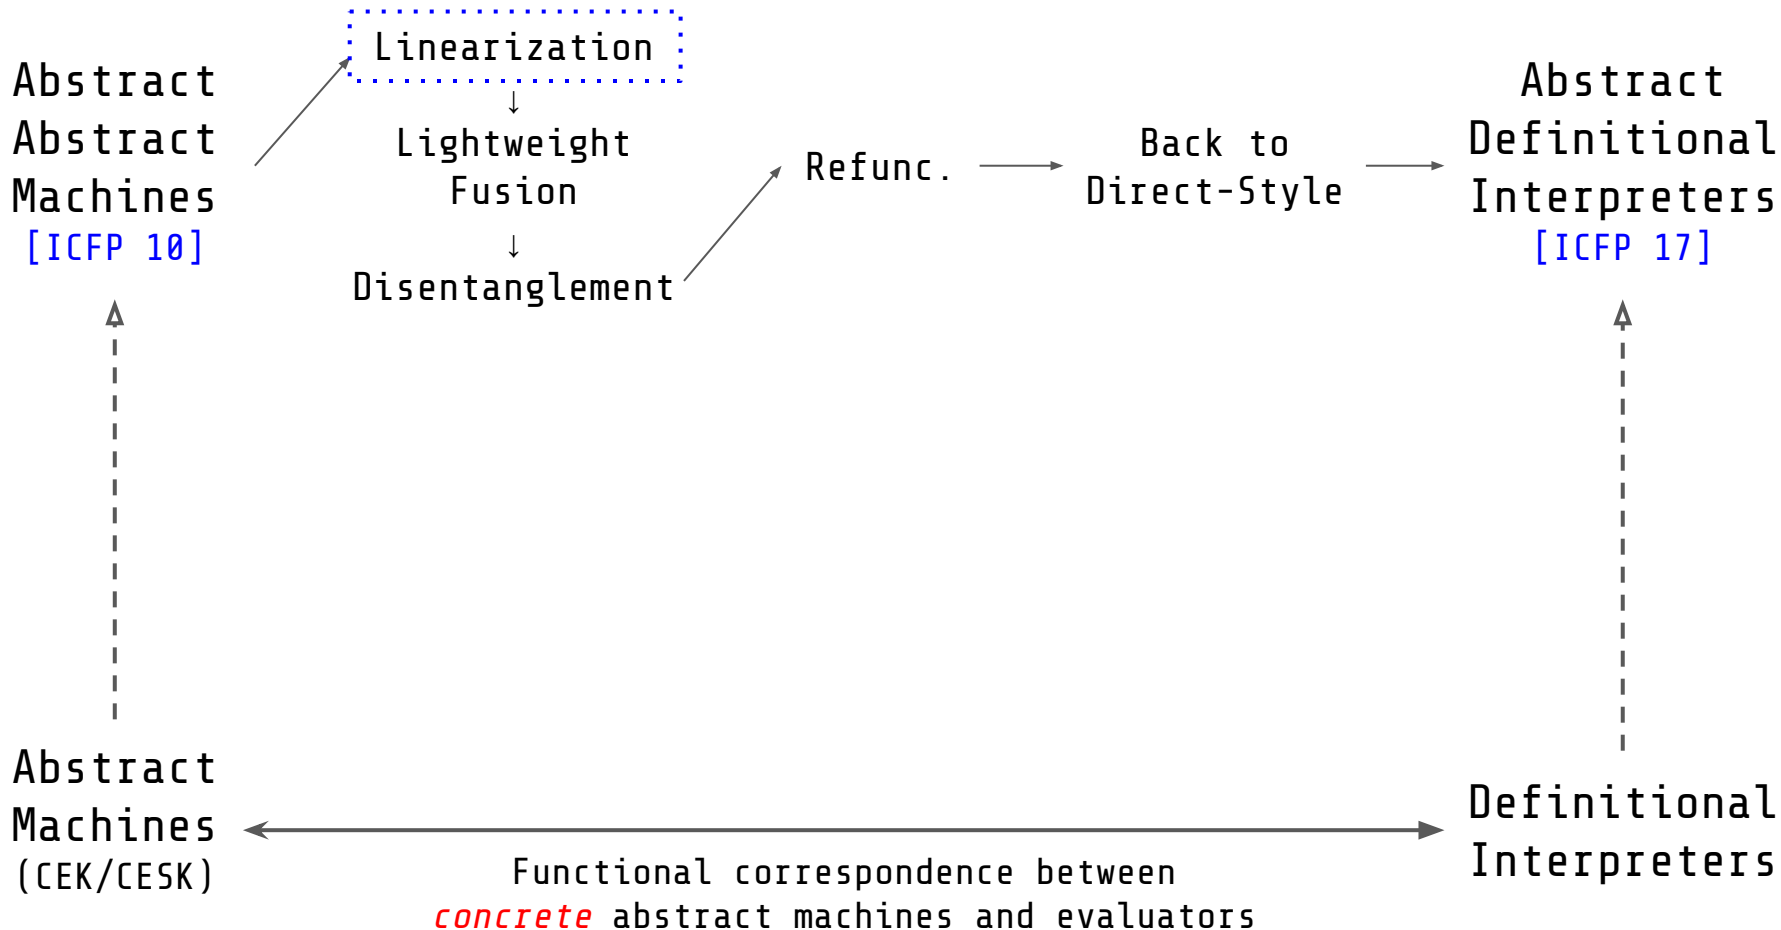 Abstract
Abstract
Machines
[ICFP 10]
Linearization
↓
Lightweight
Fusion
↓
Disentanglement
Refunc.
Back to
Direct-Style
Abstract
Definitional
Interpreters
[ICFP 17]
Abstract
Machines
(CEK/CESK)
Functional correspondence between
concrete abstract machines and evaluators
Definitional
Interpreters